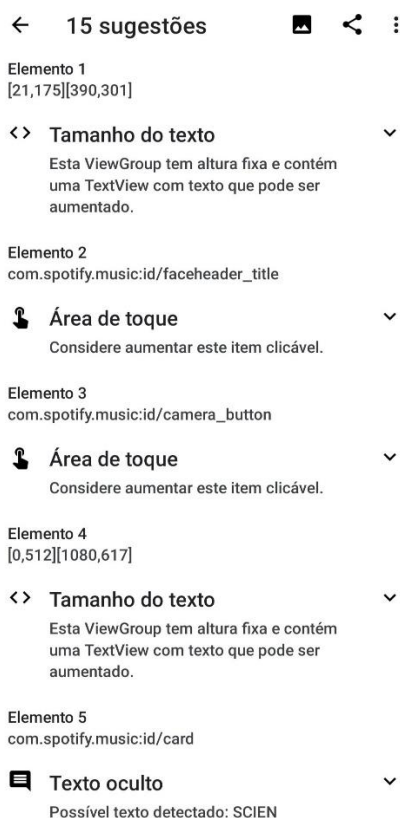 15 sugestões
Elemento 1
[21,175][390,301]
Tamanho do texto
Esta ViewGroup tem altura fixa e contém
uma TextView com texto que pode ser
aumentado.
Elemento 2
com.spotify.music:id/faceheader_title
Área de toque
Considere aumentar este item clicável.
Elemento 3
com.spotify.music:id/camera_button
Área de toque
Considere aumentar este item clicável.
Elemento 4
[0,512][1080,617]
Tamanho do texto
Esta ViewGroup tem altura fixa e contém
uma TextView com texto que pode ser
aumentado.
Elemento 5
com.spotify.music:id/card
Texto oculto
Possível texto detectado: SCIEN